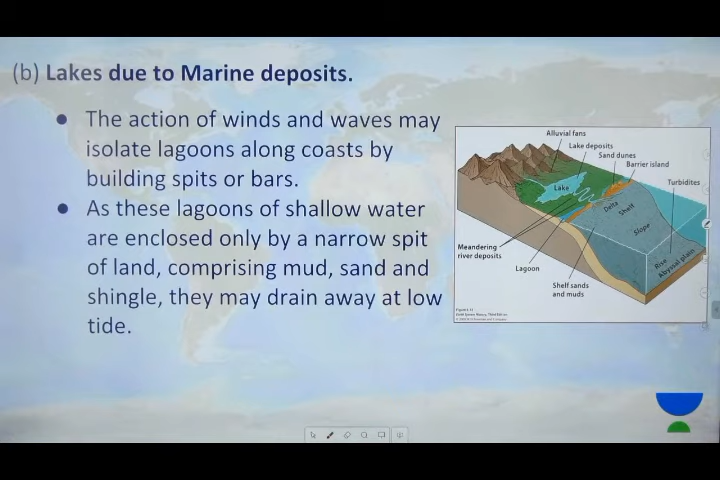 (b) Lakes due to Marine deposits.
● The action of winds and waves may
isolate lagoons along coasts by
building spits or bars.
● As these lagoons of shallow water
are enclosed only by a narrow spit
of land, comprising mud, sand and
shingle, they may drain away at low
tide.
Alluvial fans
Lake deposits
Sand dunes
Barrier island
Turbidites
Lake
Delta
Shelf
Slope
Rise
Abyssal plain
Meandering
river deposits
Lagoon
Shelf sands
and muds